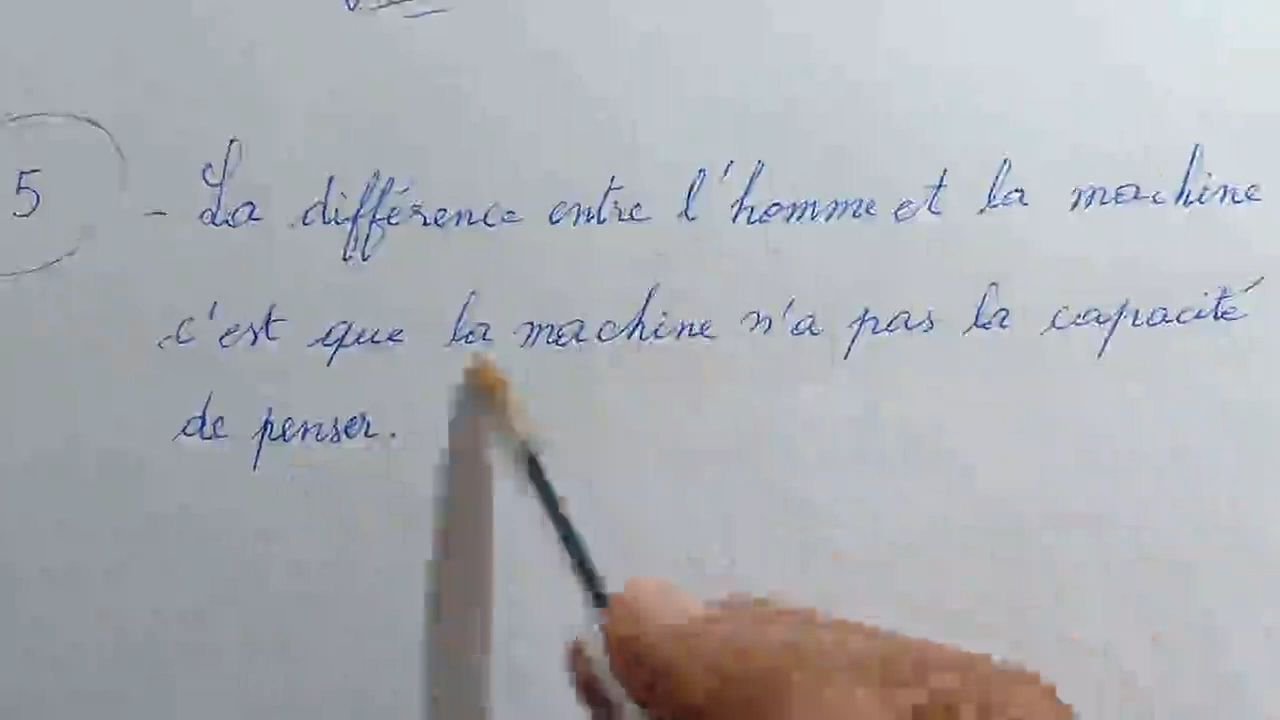 5 - La différence entre l'homme et la machine
c'est que la machine n'a pas la capacité
de penser.